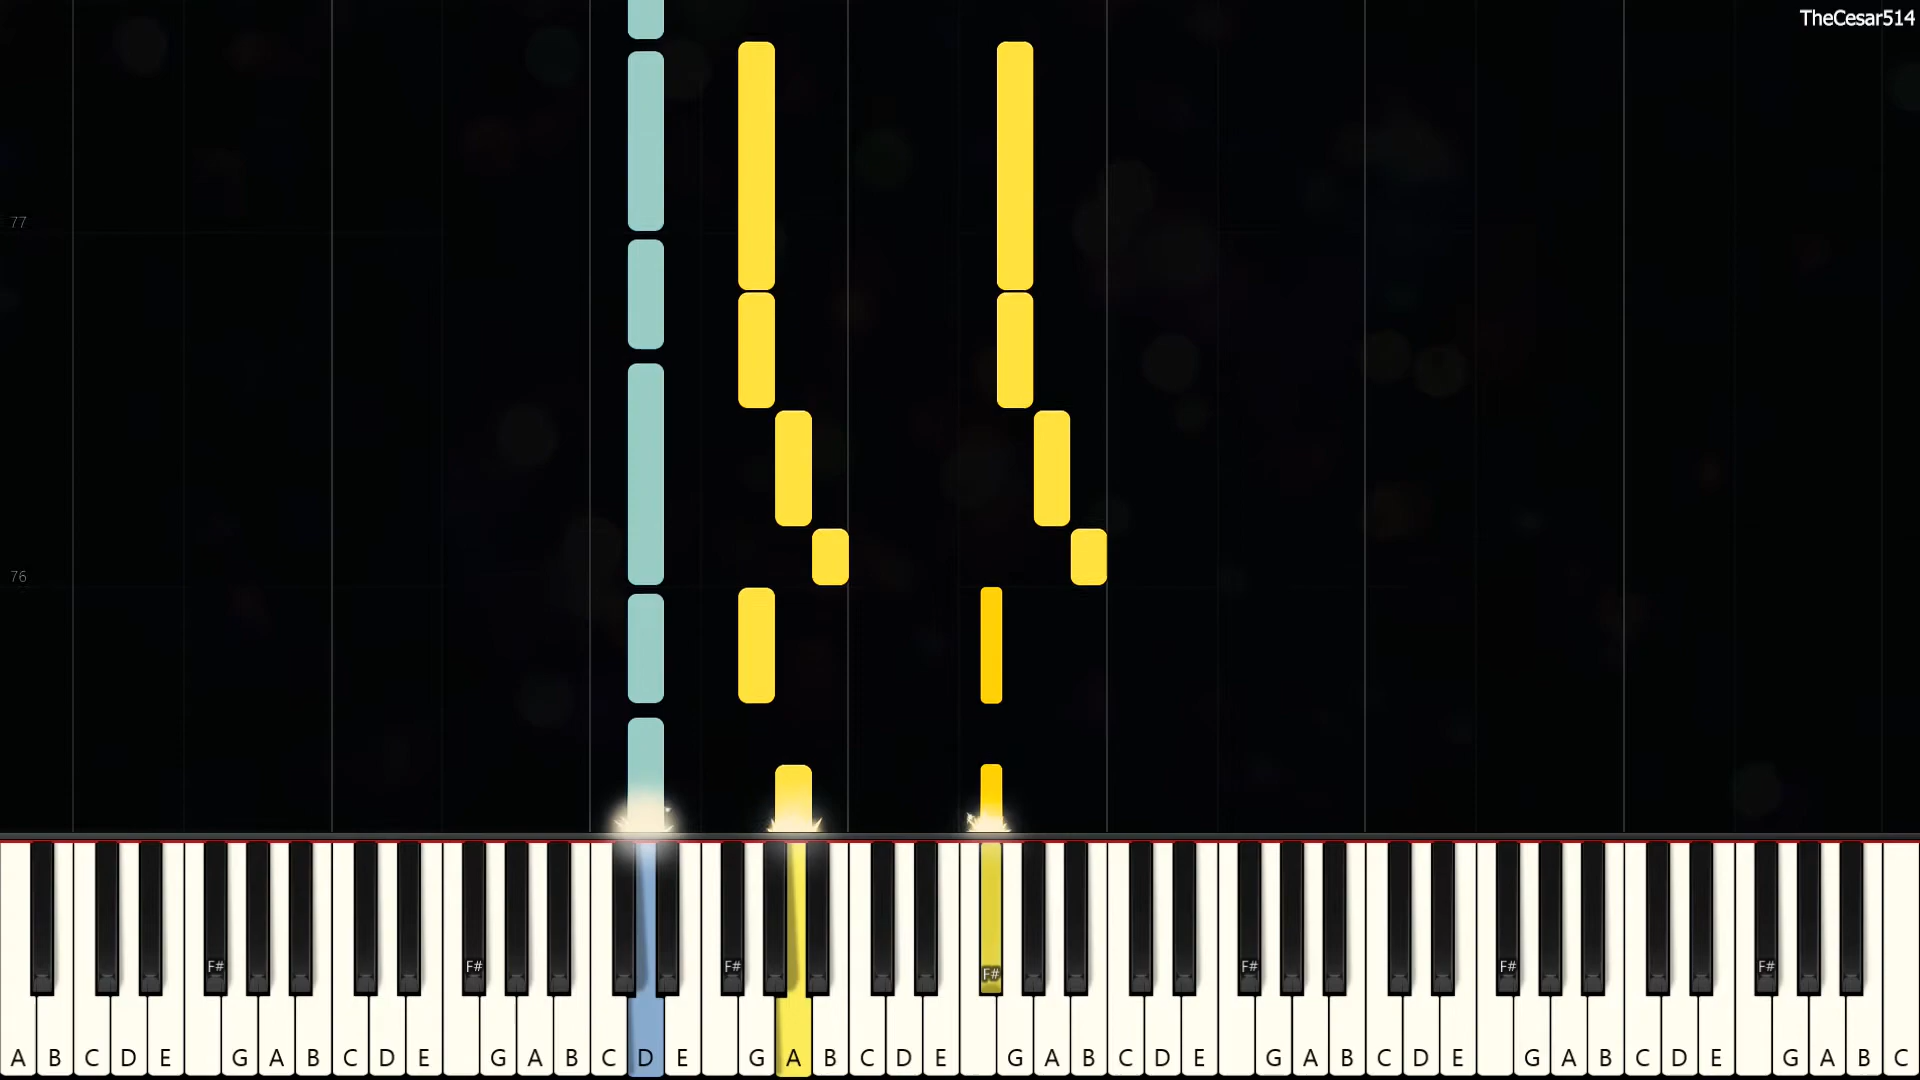 TheCesar514
77
76
F# F# F# F# F# F# F#
A B C D E G A B C D E G A B C D E G A B C D E G A B C D E G A B C D E G A B C D E G A B C